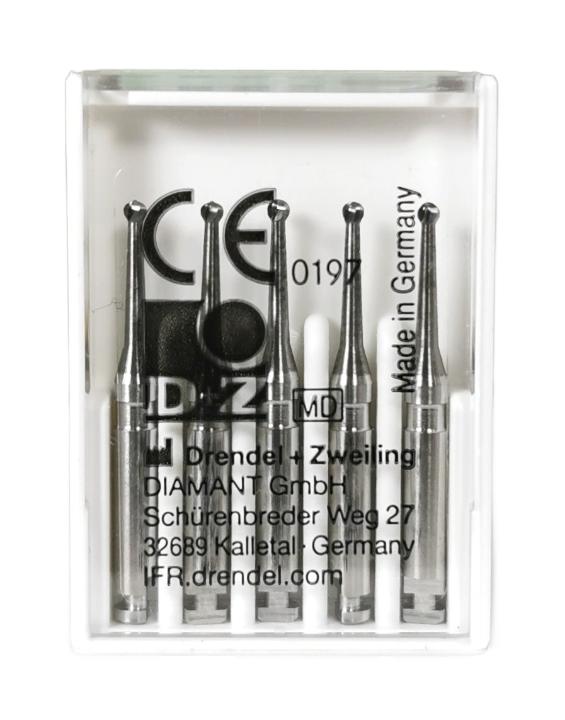 CE 0197
Made in Germany
D+Z
MD
Drendel + Zweiling
DIAMANT GmbH
Schürenbreder Weg 27
32689 Kalletal · Germany
IFR.drendel.com